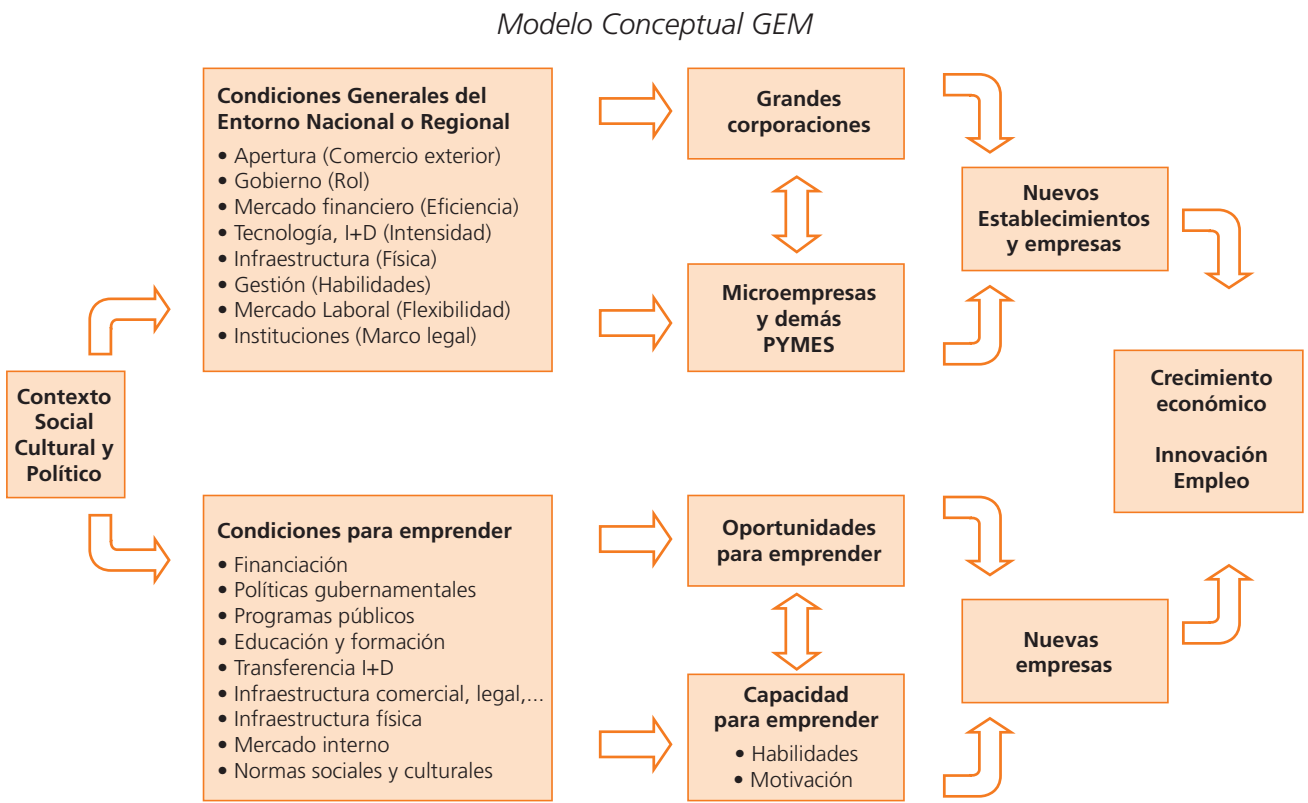 Modelo Conceptual GEM
Condiciones Generales del
Entorno Nacional o Regional
• Apertura (Comercio exterior)
• Gobierno (Rol)
• Mercado financiero (Eficiencia)
• Tecnología, I+D (Intensidad)
• Infraestructura (Física)
• Gestión (Habilidades)
• Mercado Laboral (Flexibilidad)
• Instituciones (Marco legal)
Grandes
corporaciones
Microempresas
y demás
PYMES
Nuevos
Establecimientos
y empresas
Contexto
Social
Cultural y
Político
Crecimiento
económico
Innovación
Empleo
Condiciones para emprender
• Financiación
• Políticas gubernamentales
• Programas públicos
• Educación y formación
• Transferencia I+D
• Infraestructura comercial, legal,...
• Infraestructura física
• Mercado interno
• Normas sociales y culturales
Oportunidades
para emprender
Capacidad
para emprender
• Habilidades
• Motivación
Nuevas
empresas